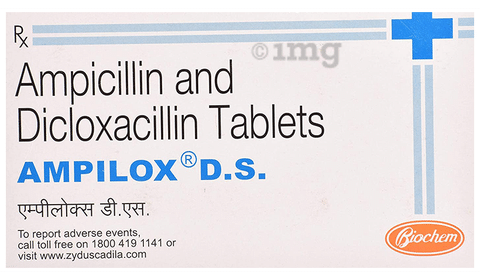 Rx
©1mg
Ampicillin and
Dicloxacillin Tablets
AMPILOX® D.S.
एम्पीलोक्स डी.एस.
To report adverse events,
call toll free on 1800 419 1141 or
visit www.zyduscadila.com
Biochem